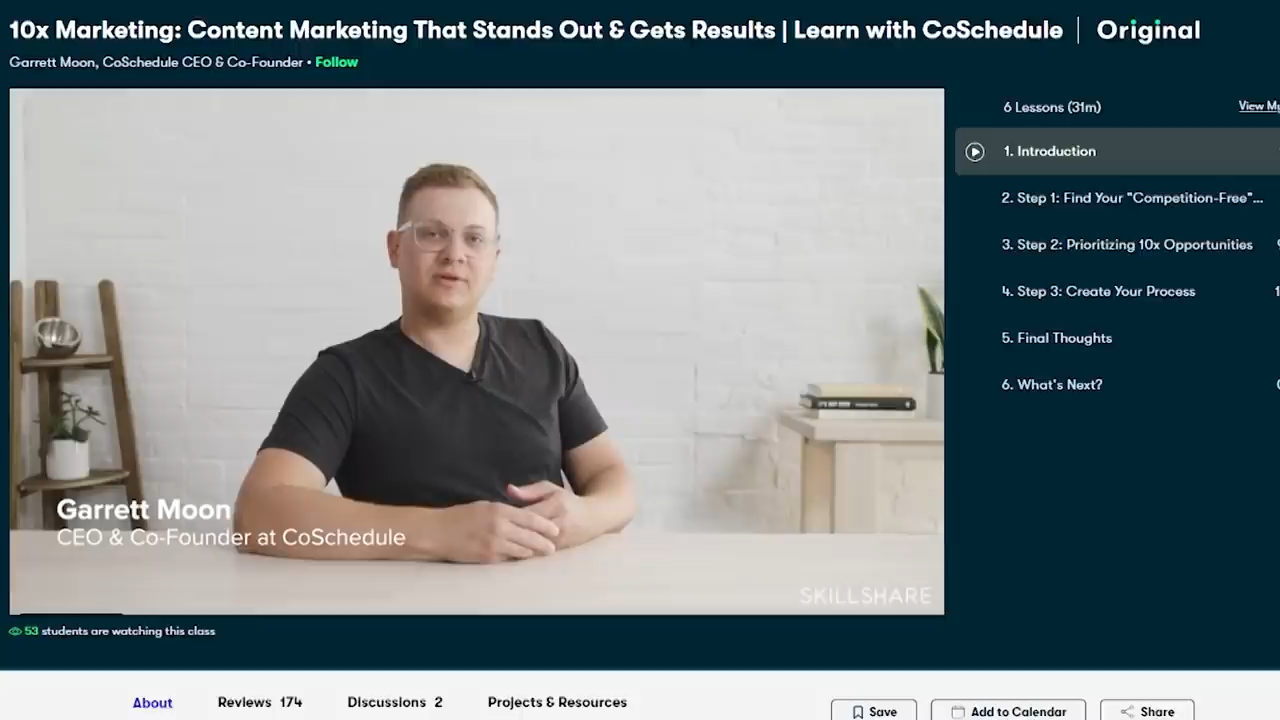 10x Marketing: Content Marketing That Stands Out & Gets Results | Learn with CoSchedule | Original
Garrett Moon, CoSchedule CEO & Co-Founder • Follow
6 Lessons (31m)
View
1. Introduction
2. Step 1: Find Your "Competition-Free"...
3. Step 2: Prioritizing 10x Opportunities
4. Step 3: Create Your Process
5. Final Thoughts
6. What's Next?
Garrett Moon
CEO & Co-Founder at CoSchedule
SKILLSHARE
53 students are watching this class
About
Reviews 174
Discussions 2
Projects & Resources
Save
Add to Calendar
Share